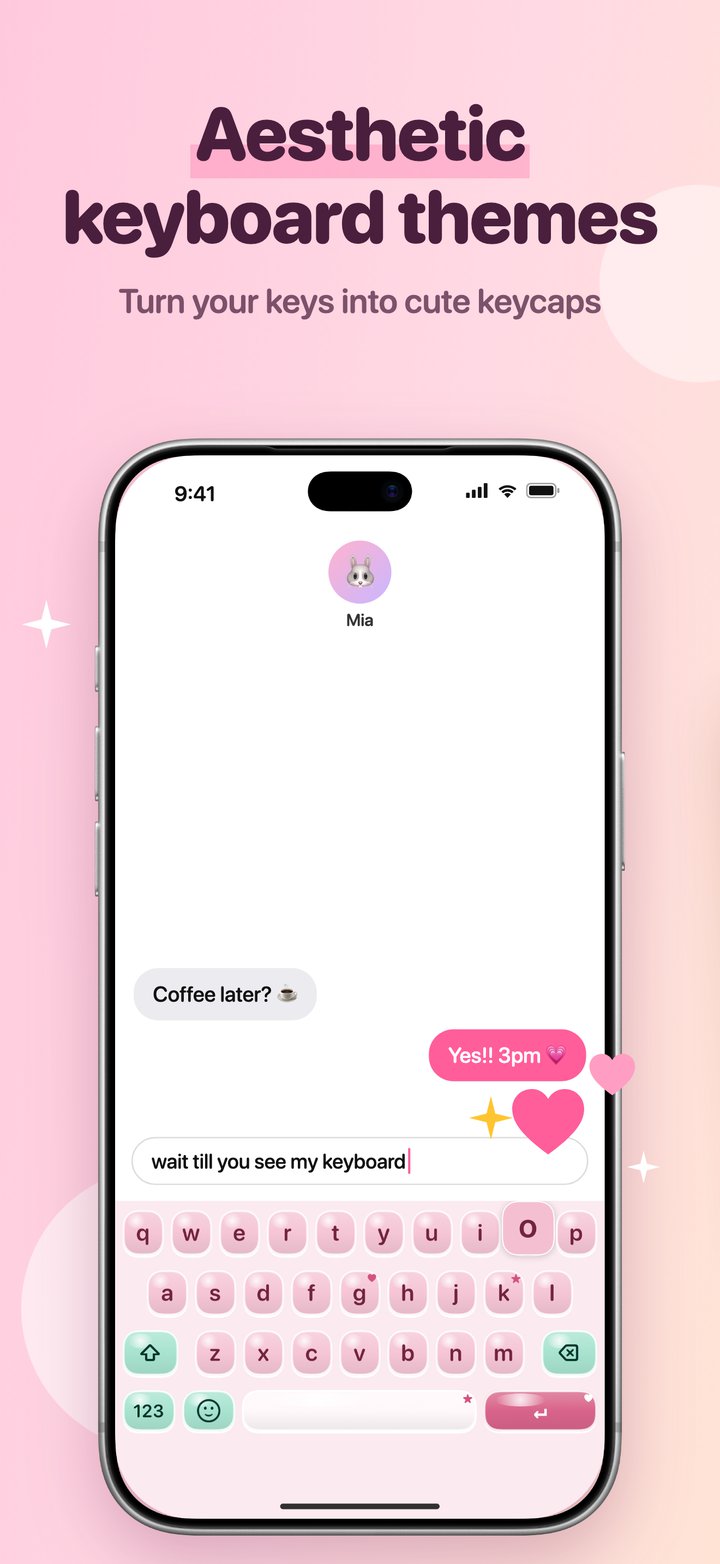 Aesthetic
keyboard themes
Turn your keys into cute keycaps
9:41
Mia
Coffee later? ☕
Yes!! 3pm 💗
wait till you see my keyboard
q w e r t y u i o p
a s d f g h j k l
z x c v b n m
123